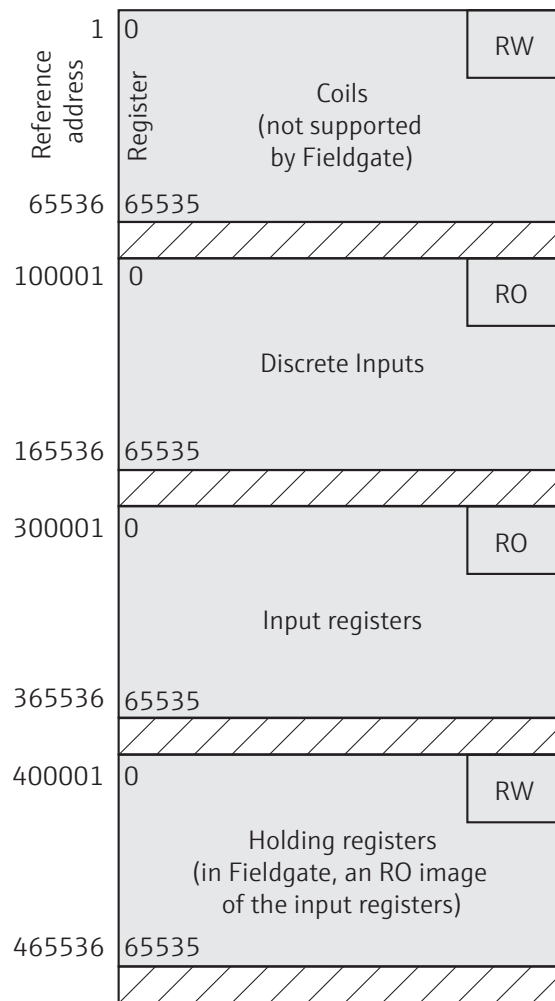 Reference
address
Register
1
0
RW
Coils
(not supported
by Fieldgate)
65536
65535
100001
0
RO
Discrete Inputs
165536
65535
300001
0
RO
Input registers
365536
65535
400001
0
RW
Holding registers
(in Fieldgate, an RO image
of the input registers)
465536
65535